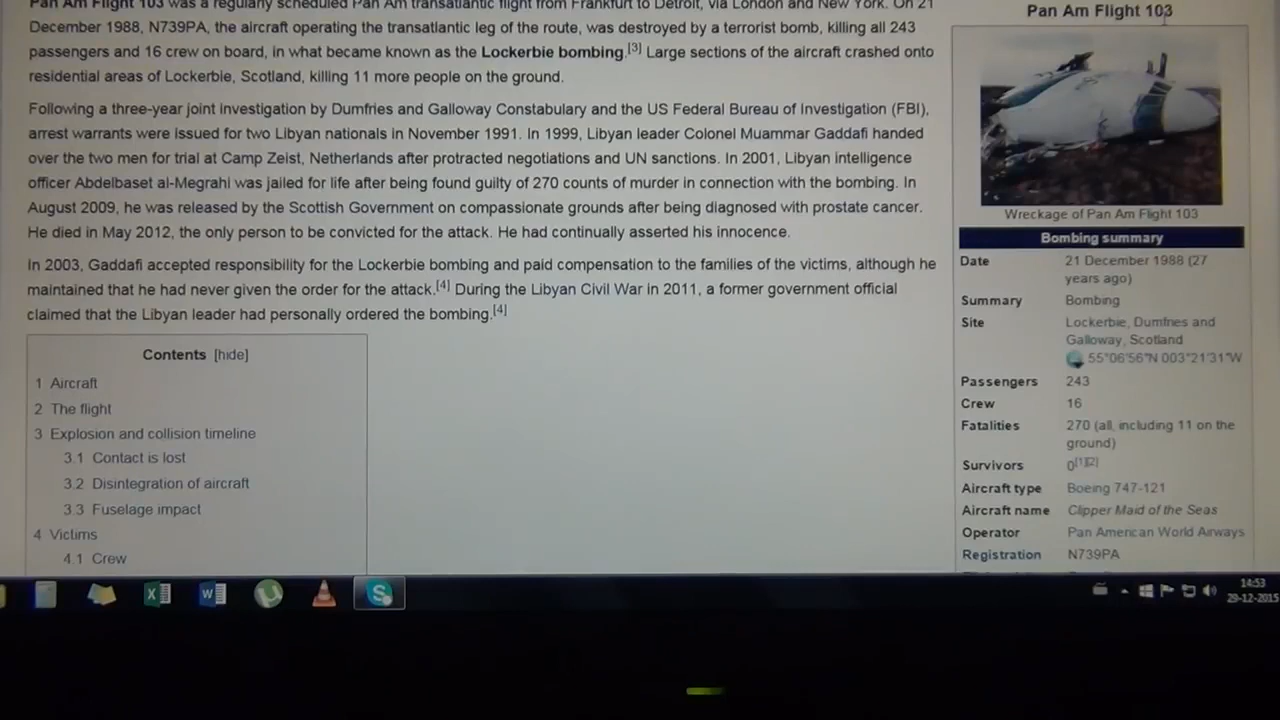 Pan Am Flight 103 was a regularly scheduled Pan Am transatlantic flight from Frankfurt to Detroit, via London and New York. On 21
December 1988, N739PA, the aircraft operating the transatlantic leg of the route, was destroyed by a terrorist bomb, killing all 243
passengers and 16 crew on board, in what became known as the Lockerbie bombing.[3] Large sections of the aircraft crashed onto
residential areas of Lockerbie, Scotland, killing 11 more people on the ground.
Following a three-year joint investigation by Dumfries and Galloway Constabulary and the US Federal Bureau of Investigation (FBI),
arrest warrants were issued for two Libyan nationals in November 1991. In 1999, Libyan leader Colonel Muammar Gaddafi handed
over the two men for trial at Camp Zeist, Netherlands after protracted negotiations and UN sanctions. In 2001, Libyan intelligence
officer Abdelbaset al-Megrahi was jailed for life after being found guilty of 270 counts of murder in connection with the bombing. In
August 2009, he was released by the Scottish Government on compassionate grounds after being diagnosed with prostate cancer.
He died in May 2012, the only person to be convicted for the attack. He had continually asserted his innocence.
In 2003, Gaddafi accepted responsibility for the Lockerbie bombing and paid compensation to the families of the victims, although he
maintained that he had never given the order for the attack.[4] During the Libyan Civil War in 2011, a former government official
claimed that the Libyan leader had personally ordered the bombing.[4]
Contents [hide]
1 Aircraft
2 The flight
3 Explosion and collision timeline
3.1 Contact is lost
3.2 Disintegration of aircraft
3.3 Fuselage impact
4 Victims
4.1 Crew
Pan Am Flight 103
Wreckage of Pan Am Flight 103
Bombing summary
Date 21 December 1988 (27
years ago)
Summary Bombing
Site Lockerbie, Dumfries and
Galloway, Scotland
55°06′56″N 003°21′31″W
Passengers 243
Crew 16
Fatalities 270 (all, including 11 on the
ground)
Survivors 0[1][2]
Aircraft type Boeing 747-121
Aircraft name Clipper Maid of the Seas
Operator Pan American World Airways
Registration N739PA
14:53
29-12-2015